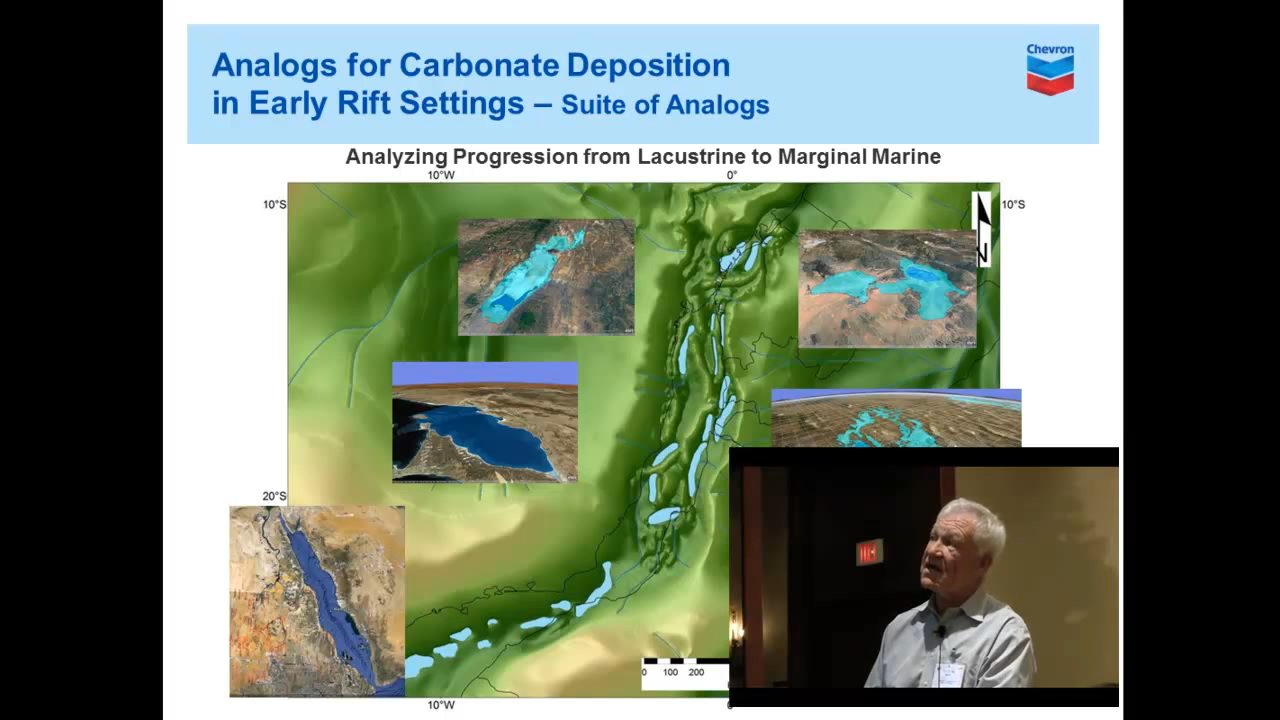 Analogs for Carbonate Deposition
in Early Rift Settings – Suite of Analogs
Chevron
Analyzing Progression from Lacustrine to Marginal Marine
10°W
0°
10°S
10°S
N
20°S
0 100 200
10°W